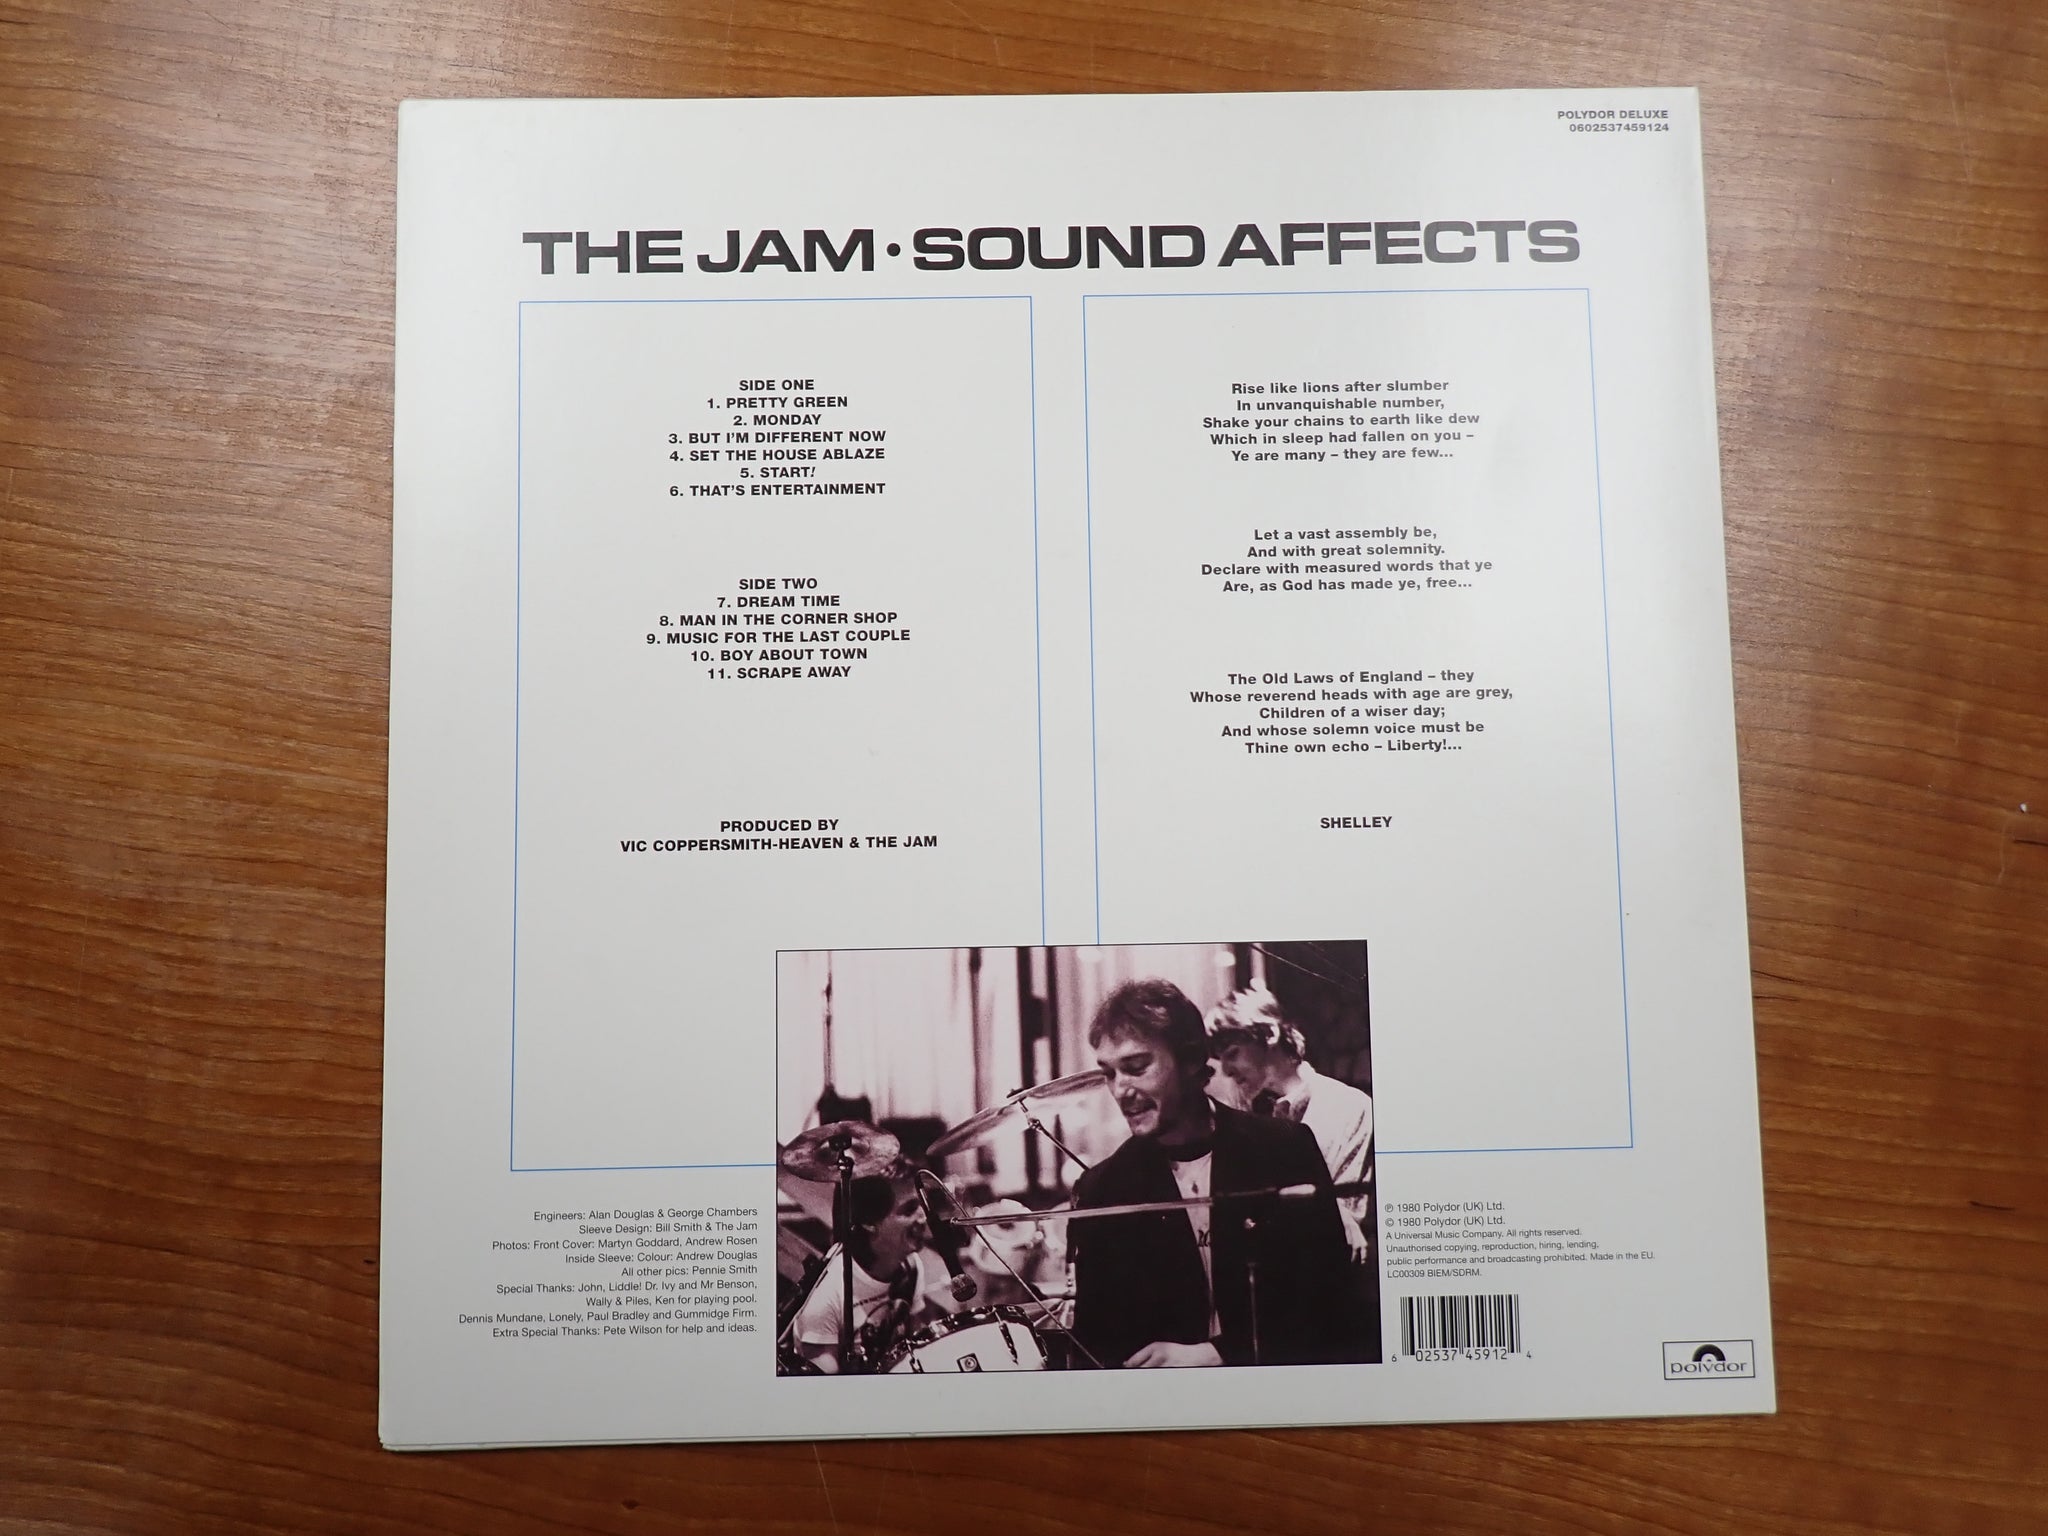 POLYDOR DELUXE
0602537459124
THE JAM • SOUND AFFECTS
SIDE ONE
1. PRETTY GREEN
2. MONDAY
3. BUT I'M DIFFERENT NOW
4. SET THE HOUSE ABLAZE
5. START!
6. THAT'S ENTERTAINMENT
SIDE TWO
7. DREAM TIME
8. MAN IN THE CORNER SHOP
9. MUSIC FOR THE LAST COUPLE
10. BOY ABOUT TOWN
11. SCRAPE AWAY
PRODUCED BY
VIC COPPERSMITH-HEAVEN & THE JAM
Rise like lions after slumber
In unvanquishable number,
Shake your chains to earth like dew
Which in sleep had fallen on you –
Ye are many – they are few...
Let a vast assembly be,
And with great solemnity.
Declare with measured words that ye
Are, as God has made ye, free...
The Old Laws of England – they
Whose reverend heads with age are grey,
Children of a wiser day;
And whose solemn voice must be
Thine own echo – Liberty!...
SHELLEY
Engineers: Alan Douglas & George Chambers
Sleeve Design: Bill Smith & The Jam
Photos: Front Cover: Martyn Goddard, Andrew Rosen
Inside Sleeve: Colour: Andrew Douglas
All other pics: Pennie Smith
Special Thanks: John, Liddle! Dr. Ivy and Mr Benson,
Wally & Piles, Ken for playing pool.
Dennis Mundane, Lonely, Paul Bradley and Gummidge Firm.
Extra Special Thanks: Pete Wilson for help and ideas.
℗ 1980 Polydor (UK) Ltd.
© 1980 Polydor (UK) Ltd.
A Universal Music Company. All rights reserved.
Unauthorised copying, reproduction, hiring, lending,
public performance and broadcasting prohibited. Made in the EU.
LC00309 BIEM/SDRM.
6 02537 45912 4
polydor